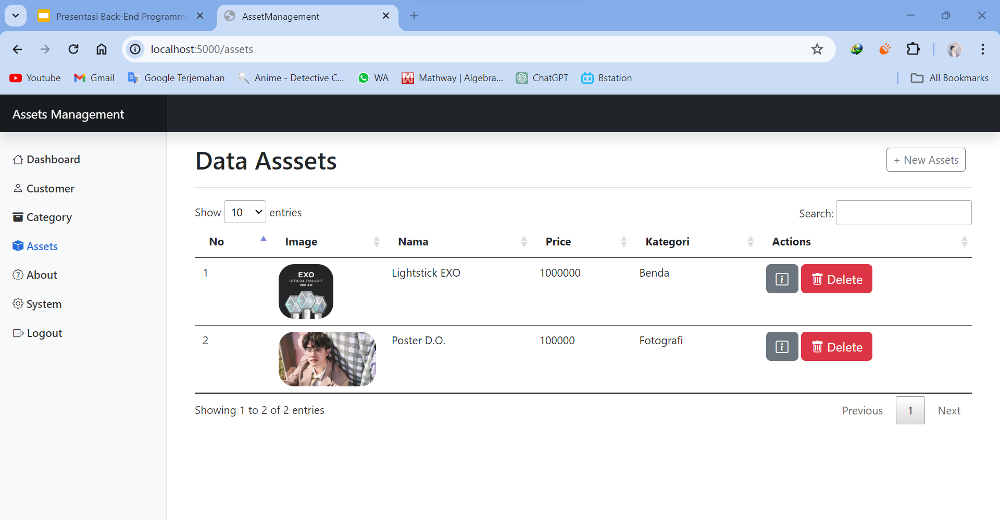 Presentasi Back-End Programmi
AssetManagement
localhost:5000/assets
Youtube
Gmail
Google Terjemahan
Anime - Detective C...
WA
Mathway | Algebra...
ChatGPT
Bstation
All Bookmarks
Assets Management
Dashboard
Customer
Category
Assets
About
System
Logout
Data Asssets
+ New Assets
Show 10 entries
Search:
No Image Nama Price Kategori Actions
1 Lightstick EXO 1000000 Benda Delete
EXO
OFFICIAL FANLIGHT
VER 3.0
2 Poster D.O. 100000 Fotografi Delete
Showing 1 to 2 of 2 entries
Previous 1 Next